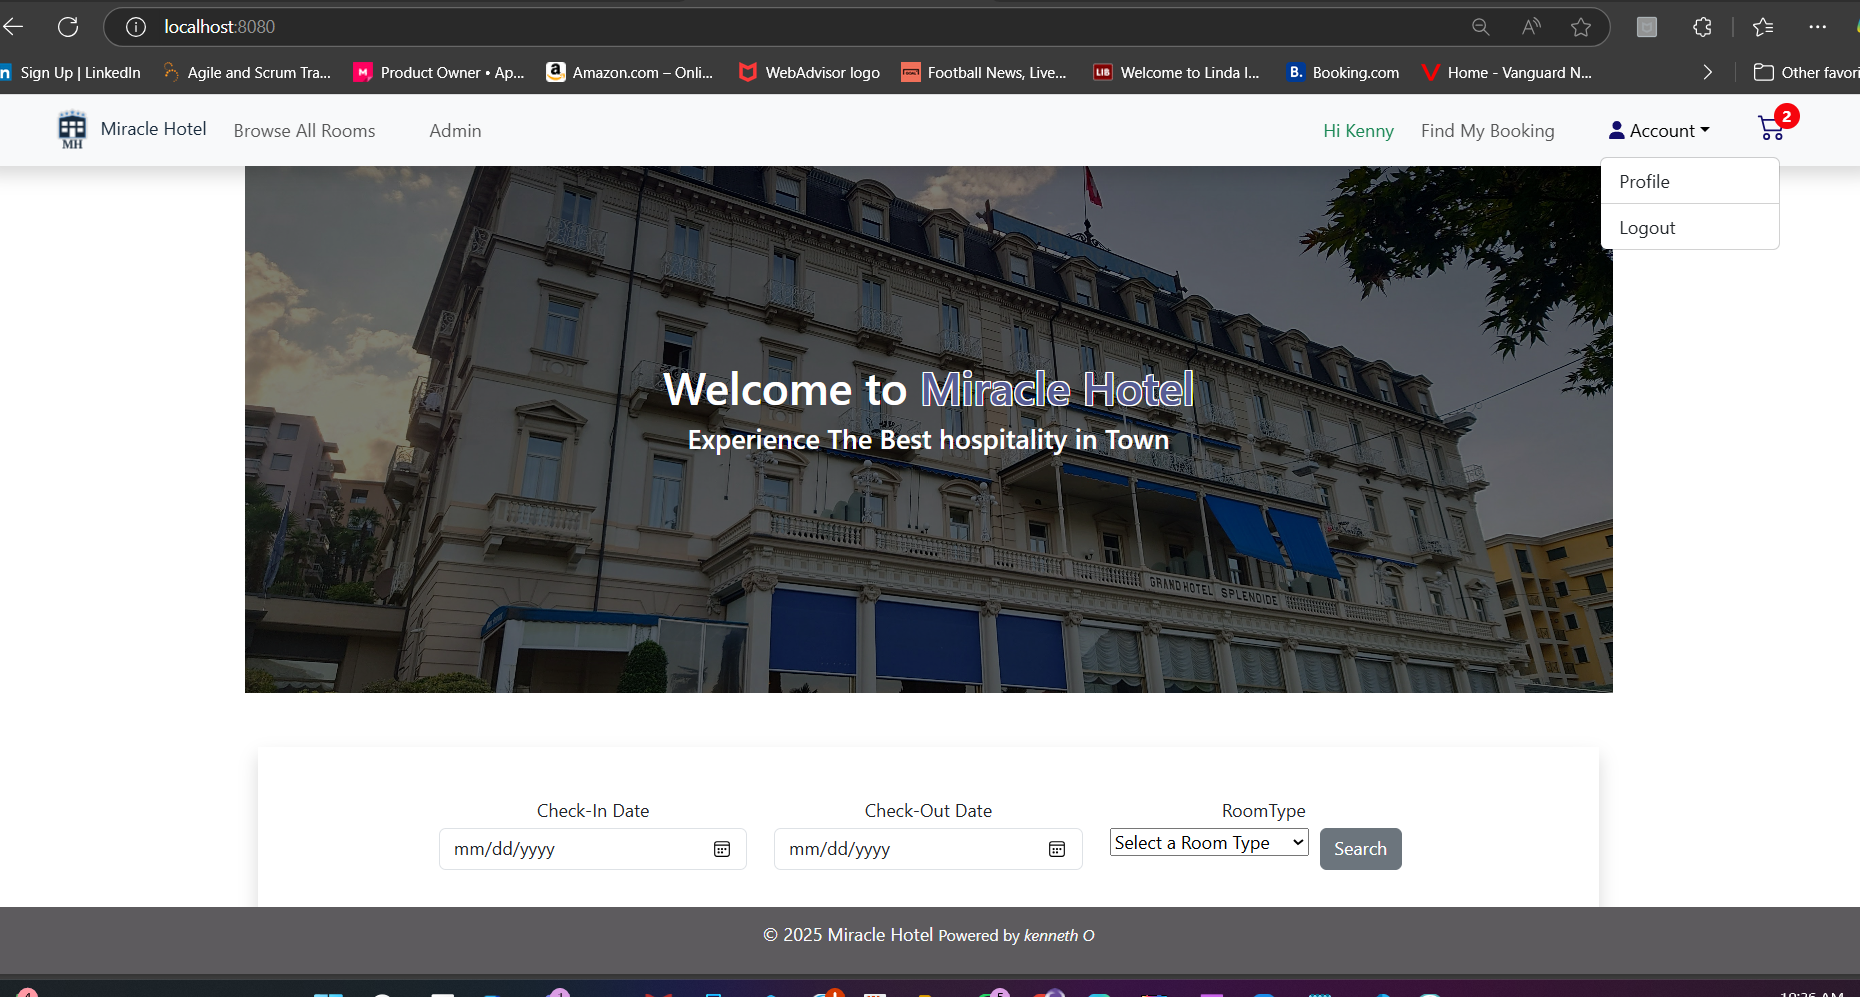 localhost:8080
Sign Up | LinkedIn
Agile and Scrum Tra...
Product Owner • Ap...
Amazon.com – Onli...
WebAdvisor logo
Football News, Live...
Welcome to Linda I...
Booking.com
Home - Vanguard N...
Other favori
Miracle Hotel
Browse All Rooms
Admin
Hi Kenny
Find My Booking
Account
2
MH
Profile
Logout
Welcome to Miracle Hotel
Experience The Best hospitality in Town
GRAND HOTEL SPLENDIDE
Check-In Date
Check-Out Date
RoomType
mm/dd/yyyy
mm/dd/yyyy
Select a Room Type
Search
© 2025 Miracle Hotel Powered by kenneth O